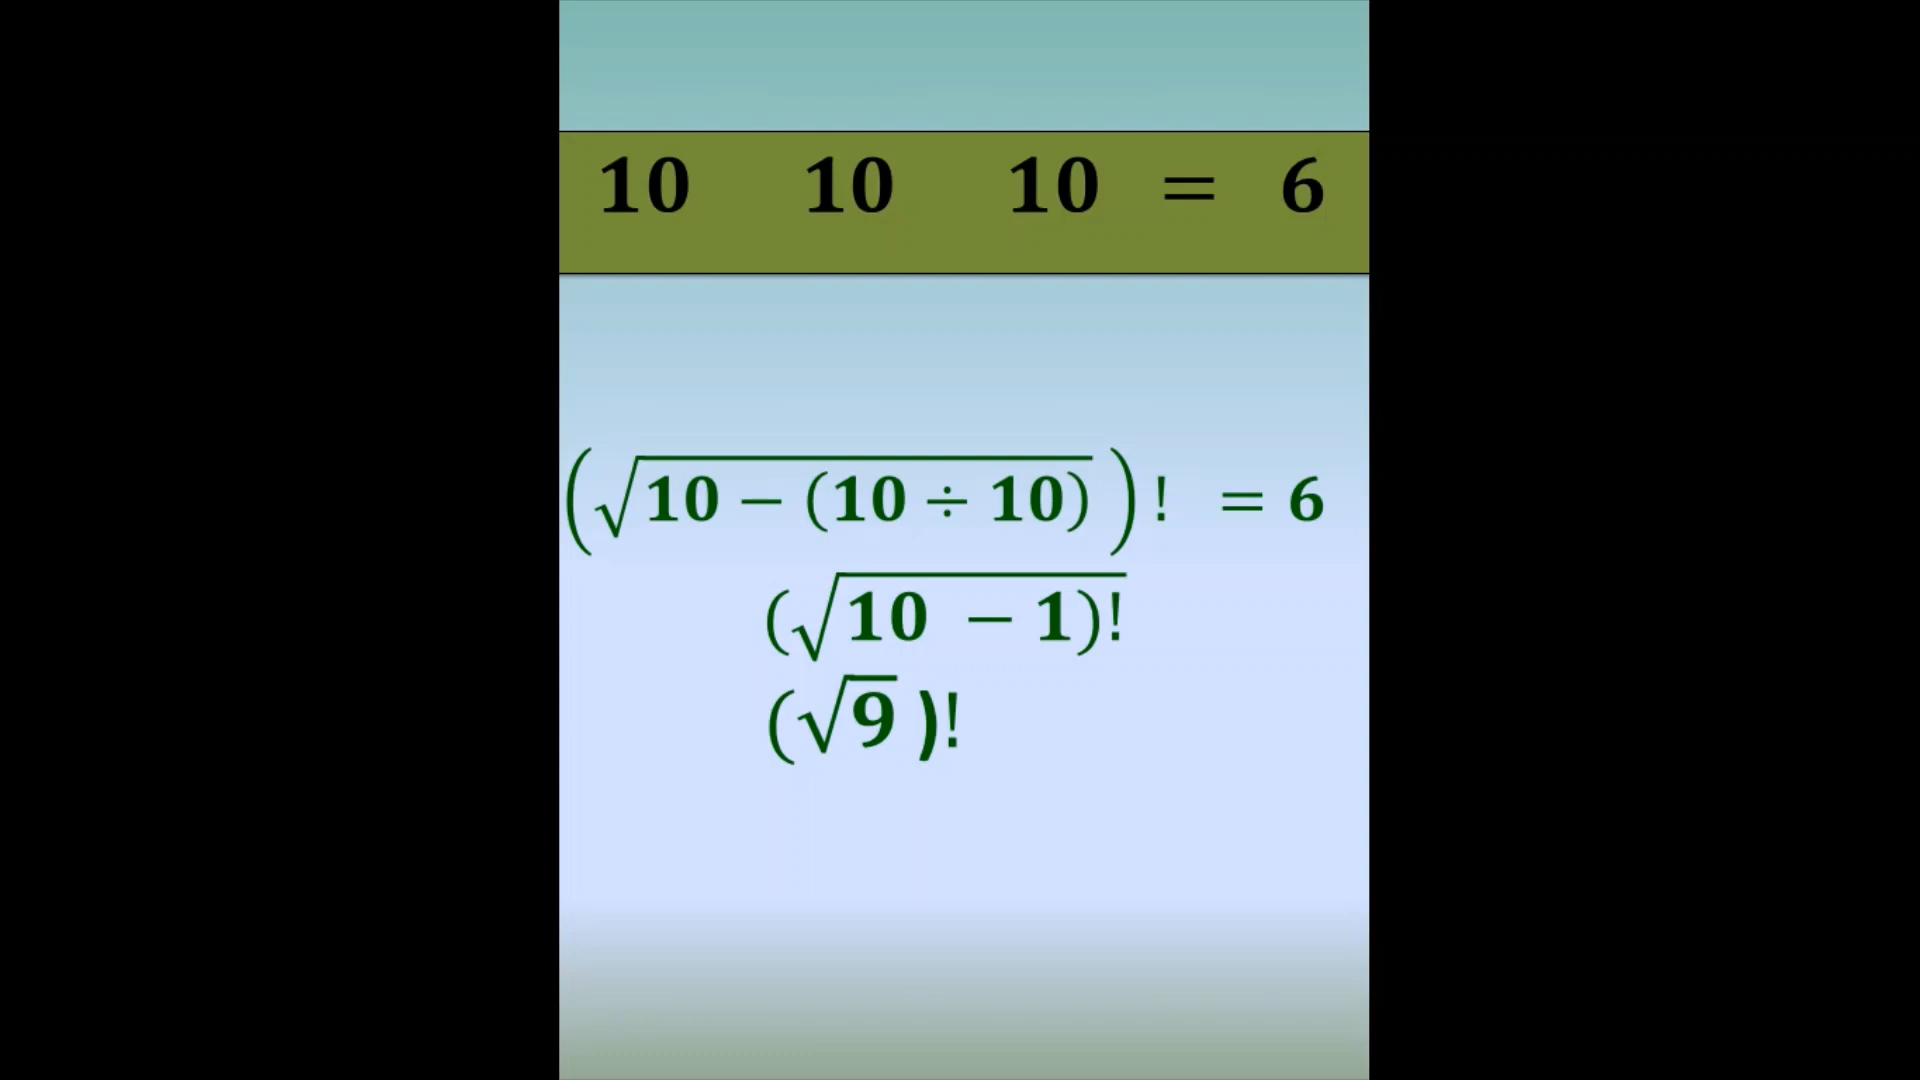 10 10 10 = 6
(√10 − (10 ÷ 10))! = 6
(√10 − 1)!
(√9)!